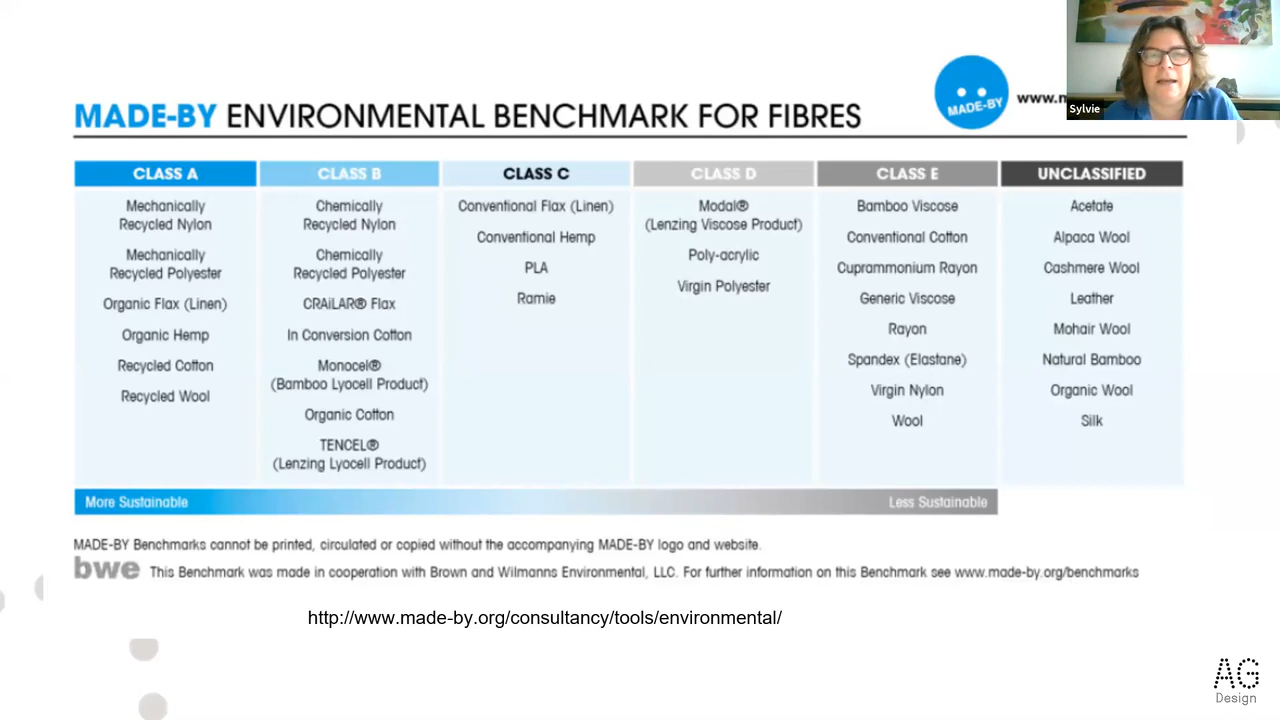 MADE-BY ENVIRONMENTAL BENCHMARK FOR FIBRES
MADE-BY
Sylvie
CLASS A
Mechanically
Recycled Nylon
Mechanically
Recycled Polyester
Organic Flax (Linen)
Organic Hemp
Recycled Cotton
Recycled Wool
CLASS B
Chemically
Recycled Nylon
Chemically
Recycled Polyester
CRAiLAR® Flax
In Conversion Cotton
Monocel®
(Bamboo Lyocell Product)
Organic Cotton
TENCEL®
(Lenzing Lyocell Product)
CLASS C
Conventional Flax (Linen)
Conventional Hemp
PLA
Ramie
CLASS D
Modal®
(Lenzing Viscose Product)
Poly-acrylic
Virgin Polyester
CLASS E
Bamboo Viscose
Conventional Cotton
Cuprammonium Rayon
Generic Viscose
Rayon
Spandex (Elastane)
Virgin Nylon
Wool
UNCLASSIFIED
Acetate
Alpaca Wool
Cashmere Wool
Leather
Mohair Wool
Natural Bamboo
Organic Wool
Silk
More Sustainable
Less Sustainable
MADE-BY Benchmarks cannot be printed, circulated or copied without the accompanying MADE-BY logo and website.
bwe This Benchmark was made in cooperation with Brown and Wilmanns Environmental, LLC. For further information on this Benchmark see www.made-by.org/benchmarks
http://www.made-by.org/consultancy/tools/environmental/
AG
Design